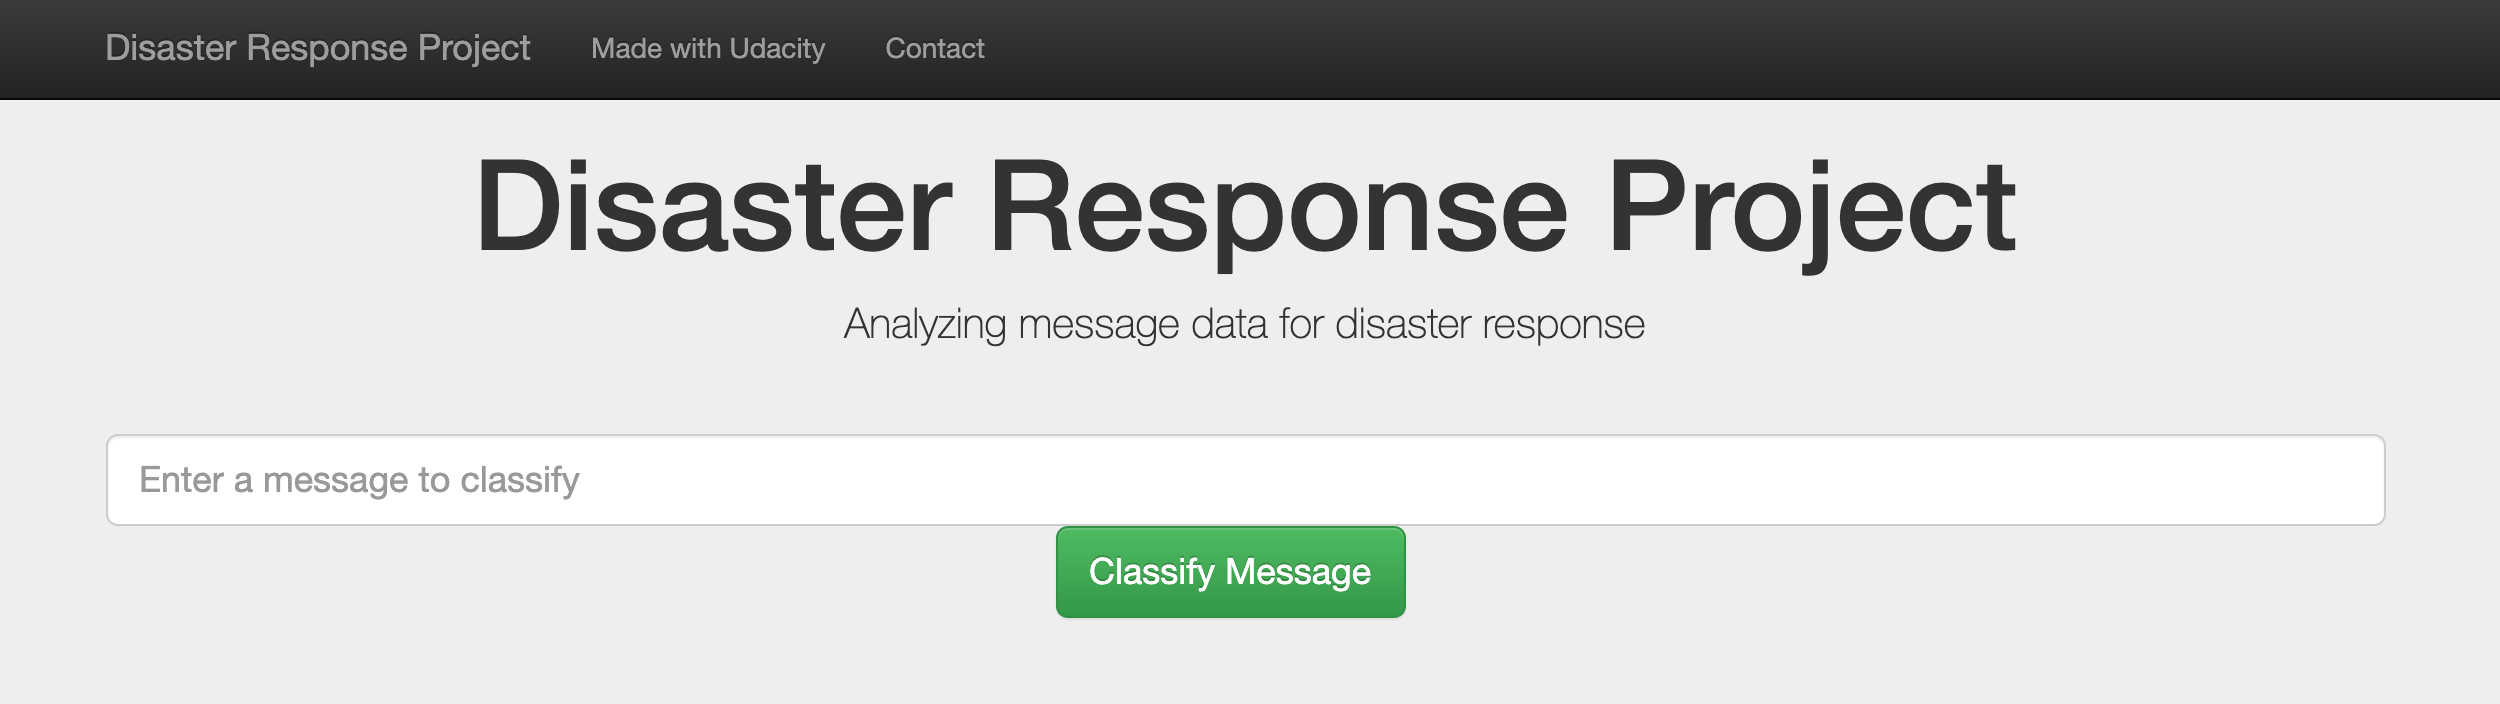 Disaster Response Project Made with Udacity Contact
Disaster Response Project
Analyzing message data for disaster response
Enter a message to classify
Classify Message